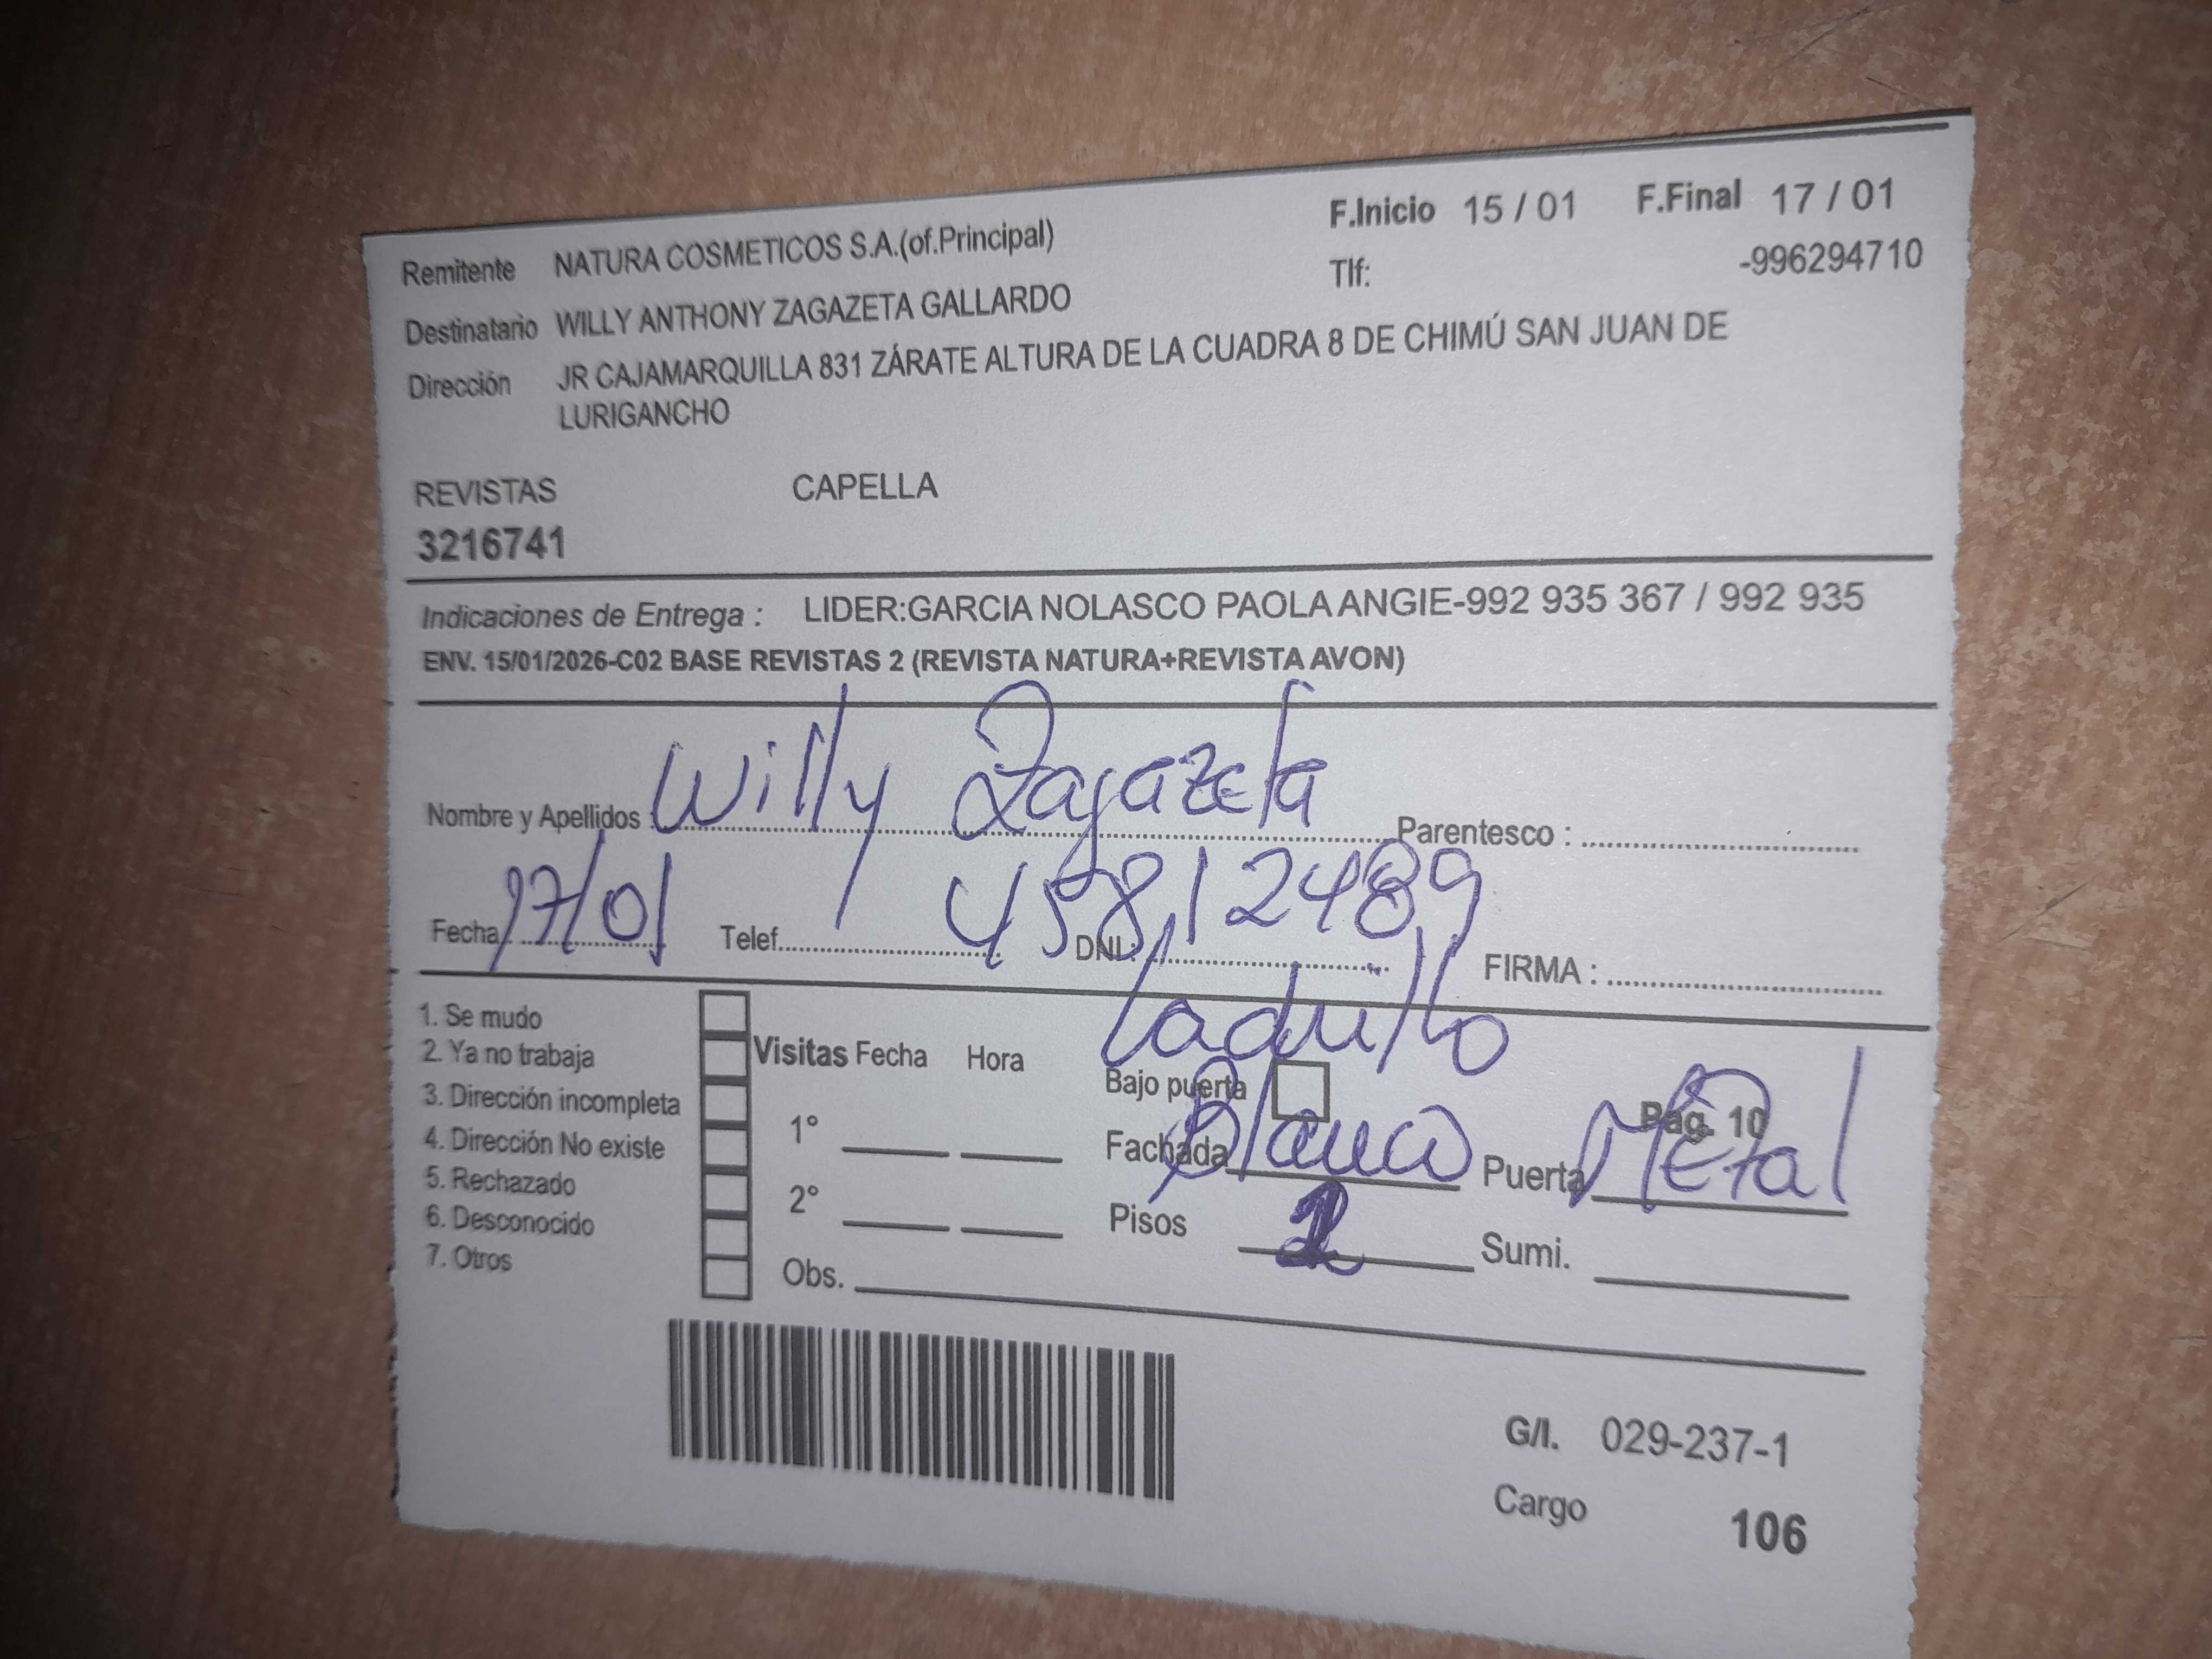 F.Inicio 15 / 01 F.Final 17 / 01
Remitente NATURA COSMETICOS S.A.(of.Principal)
Tlf: -996294710
Destinatario WILLY ANTHONY ZAGAZETA GALLARDO
Dirección JR CAJAMARQUILLA 831 ZÁRATE ALTURA DE LA CUADRA 8 DE CHIMÚ SAN JUAN DE
LURIGANCHO
REVISTAS CAPELLA
3216741
Indicaciones de Entrega : LIDER:GARCIA NOLASCO PAOLA ANGIE-992 935 367 / 992 935
ENV. 15/01/2026-C02 BASE REVISTAS 2 (REVISTA NATURA+REVISTA AVON)
Nombre y Apellidos : Willy Zagazeta Parentesco :
Fecha: 17/01 Telef. DNI: 45812489 FIRMA :
1. Se mudo
2. Ya no trabaja
3. Dirección incompleta
4. Dirección No existe
5. Rechazado
6. Desconocido
7. Otros
Visitas Fecha Hora
1°
2°
Obs.
ladrillo
Bajo puerta
Pag. 10
Fachada Blanco Puerta Metal
Pisos Sumi.
G/I. 029-237-1
Cargo 106